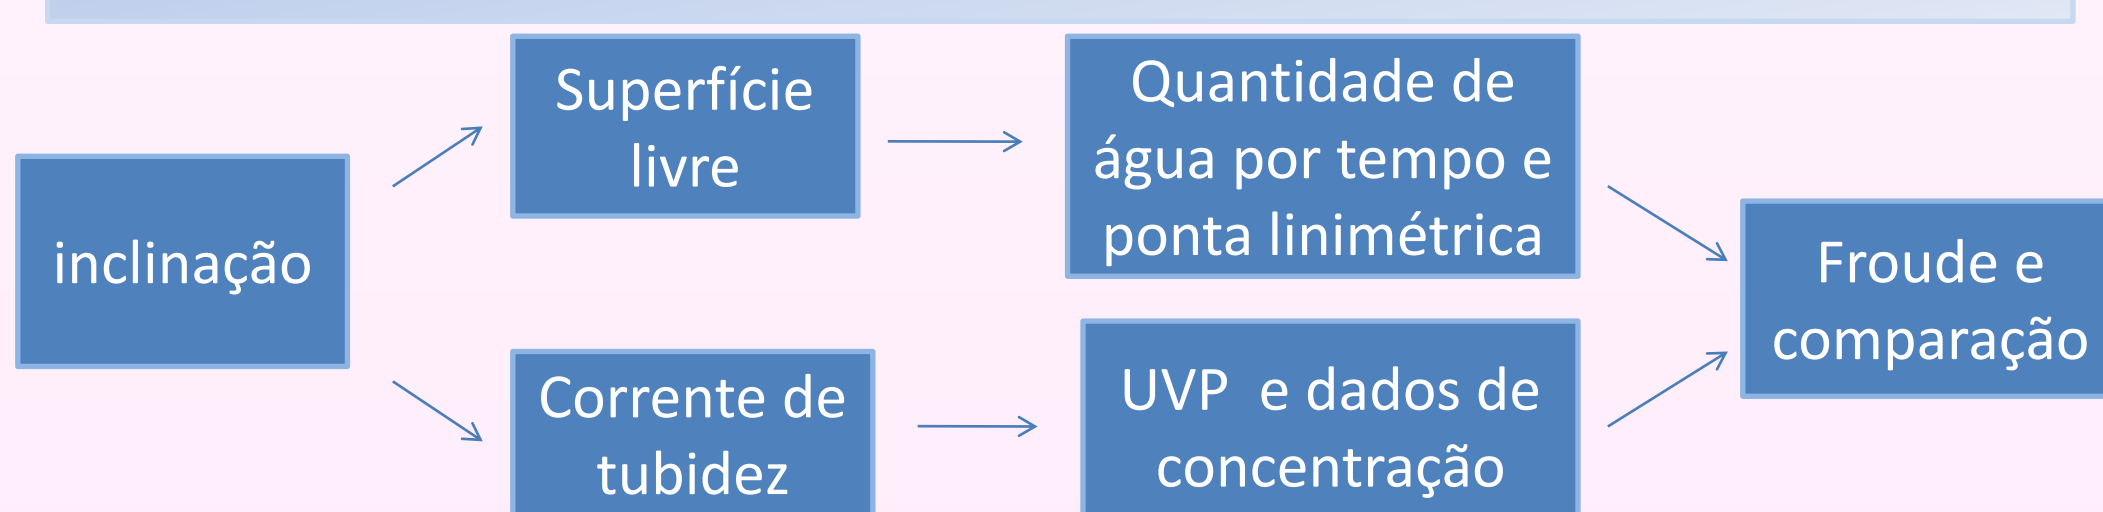 inclinação
Superfície
livre
Quantidade de
água por tempo e
ponta linimétrica
Corrente de
tubidez
UVP  e dados de
concentração
Froude e
comparação